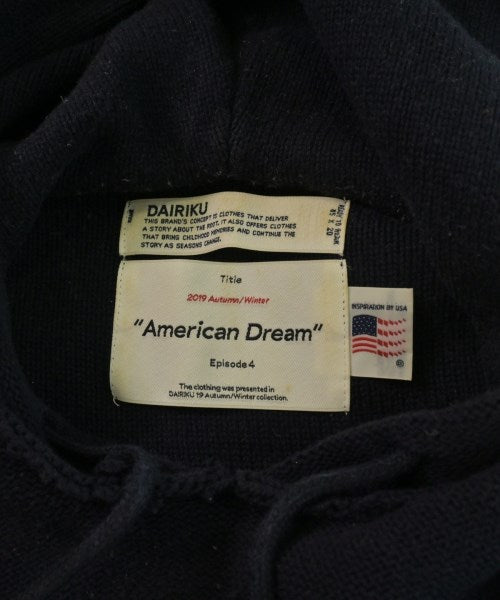 DAIRIKU
THIS BRAND'S CONCEPT IS CLOTHES THAT DELIVER
A STORY ABOUT THE ROOT. IT ALSO OFFERS CLOTHES
THAT BRING CHILDHOOD MEMORIES AND CONTINUE THE
STORY AS SEASONS CHANGE.
Title
2019 Autumn/Winter
"American Dream"
Episode 4
The clothing was presented in
DAIRIKU 19 Autumn/Winter collection.
INSPIRATION BY USA
®